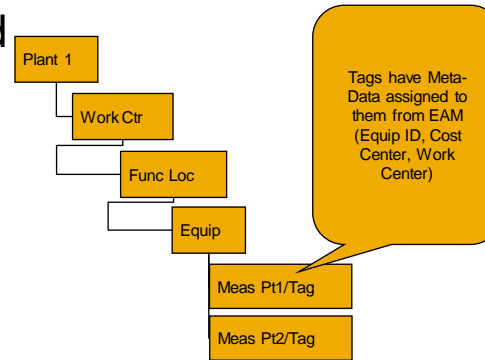 Plant 1
Work Ctr
Func Loc
Equip
Meas Pt1/Tag
Meas Pt2/Tag
Tags have Meta-
Data assigned to
them from EAM
(Equip ID, Cost
Center, Work
Center)